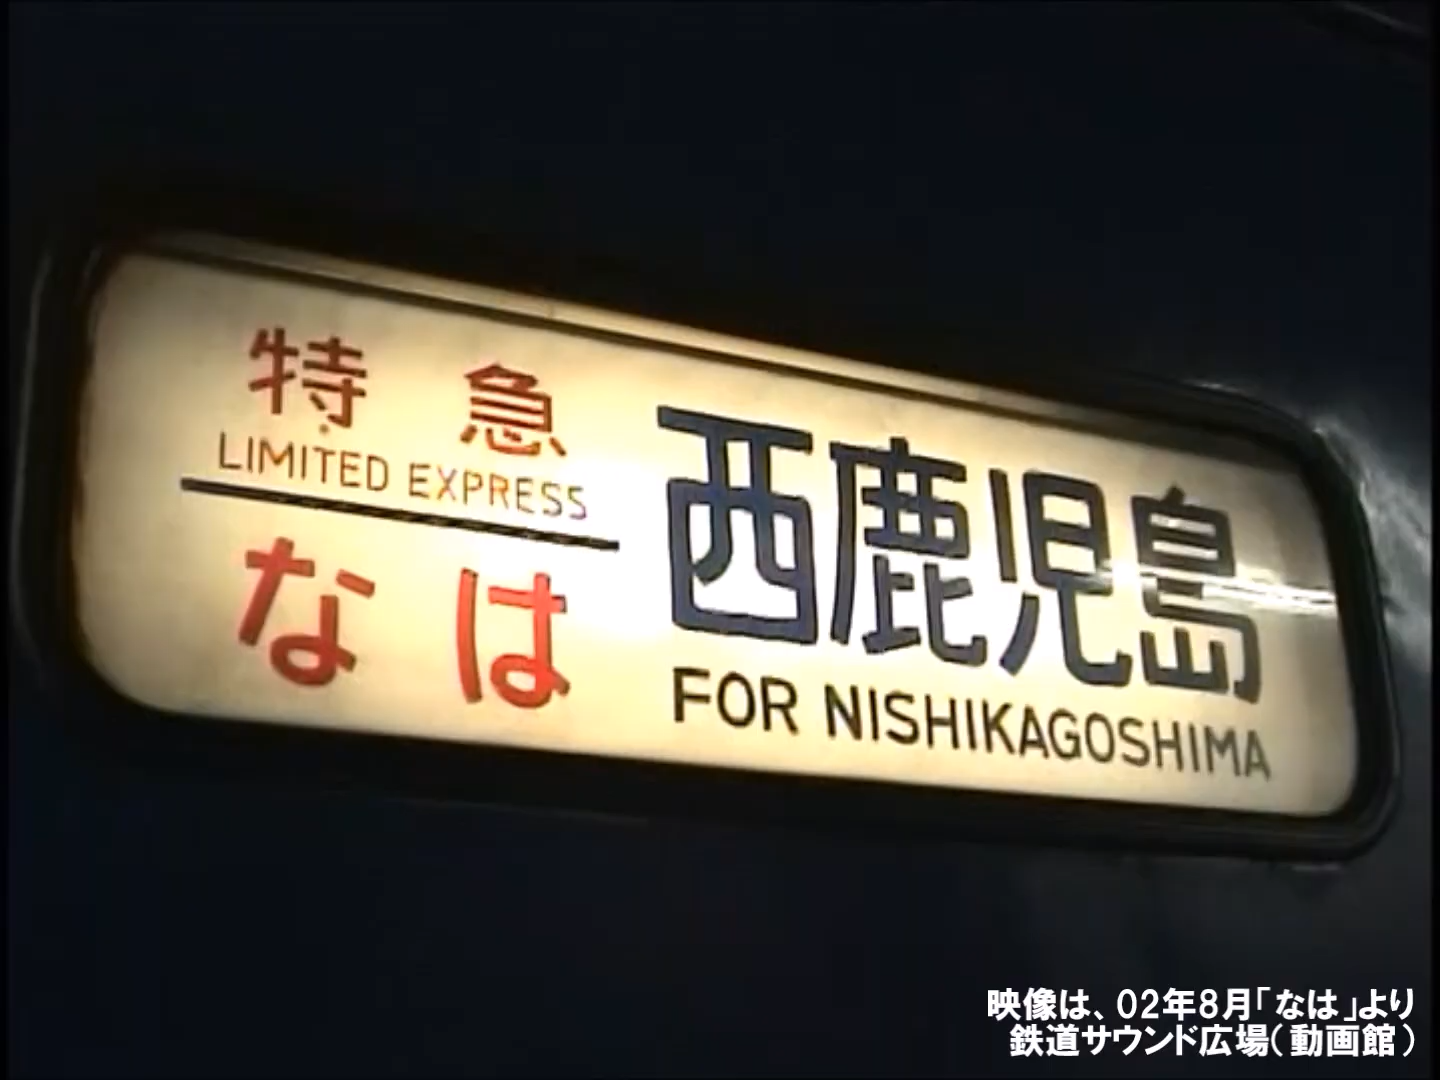 特急
LIMITED EXPRESS
なは
西鹿児島
FOR NISHIKAGOSHIMA
映像は、02年8月「なは」より
鉄道サウンド広場（動画館）